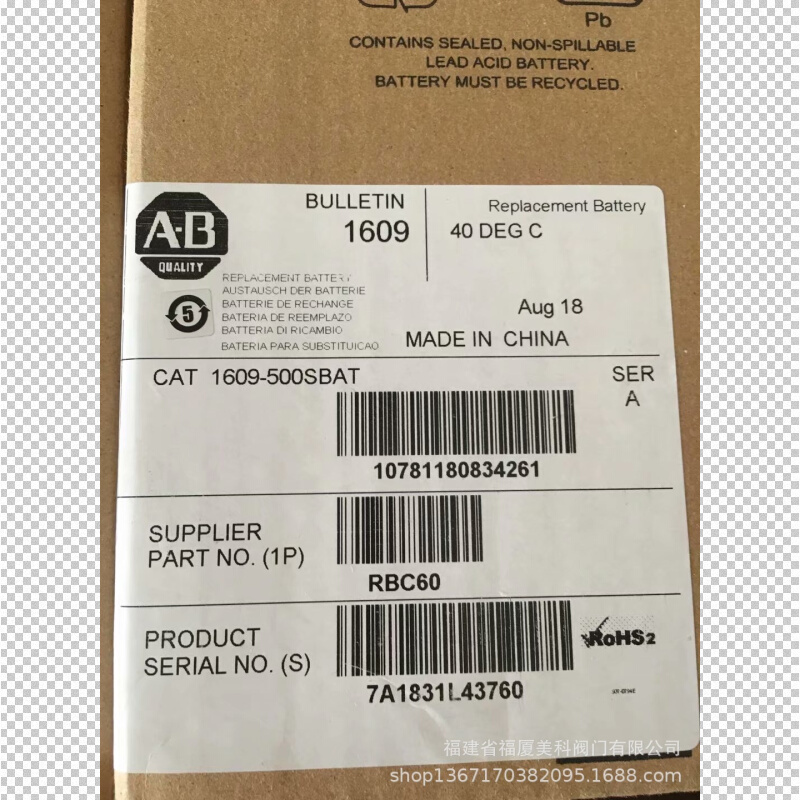 Pb
CONTAINS SEALED, NON-SPILLABLE
LEAD ACID BATTERY.
BATTERY MUST BE RECYCLED.
A-B
QUALITY
BULLETIN
1609
Replacement Battery
40 DEG C
REPLACEMENT BATTERY
AUSTAUSCH DER BATTERIE
BATTERIE DE RECHANGE
BATERIA DE REEMPLAZO
BATTERIA DI RICAMBIO
BATERIA PARA SUBSTITUICAO
5
Aug 18
MADE IN CHINA
CAT 1609-500SBAT
SER
A
10781180834261
SUPPLIER
PART NO. (1P)
RBC60
PRODUCT
SERIAL NO. (S)
7A1831L43760
RoHS2
福建省福厦美科阀门有限公司
shop1367170382095.1688.com